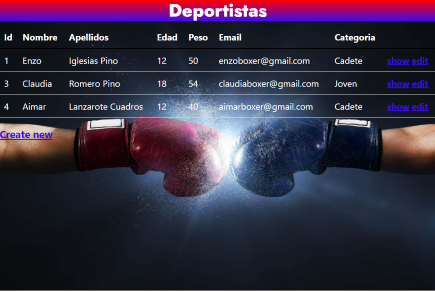 Deportistas
Id Nombre Apellidos Edad Peso Email Categoria
1 Enzo Iglesias Pino 12 50 enzoboxer@gmail.com Cadete show edit
3 Claudia Romero Pino 18 54 claudiaboxer@gmail.com Joven show edit
4 Aimar Lanzarote Cuadros 12 40 aimarboxer@gmail.com Cadete show edit
Create new